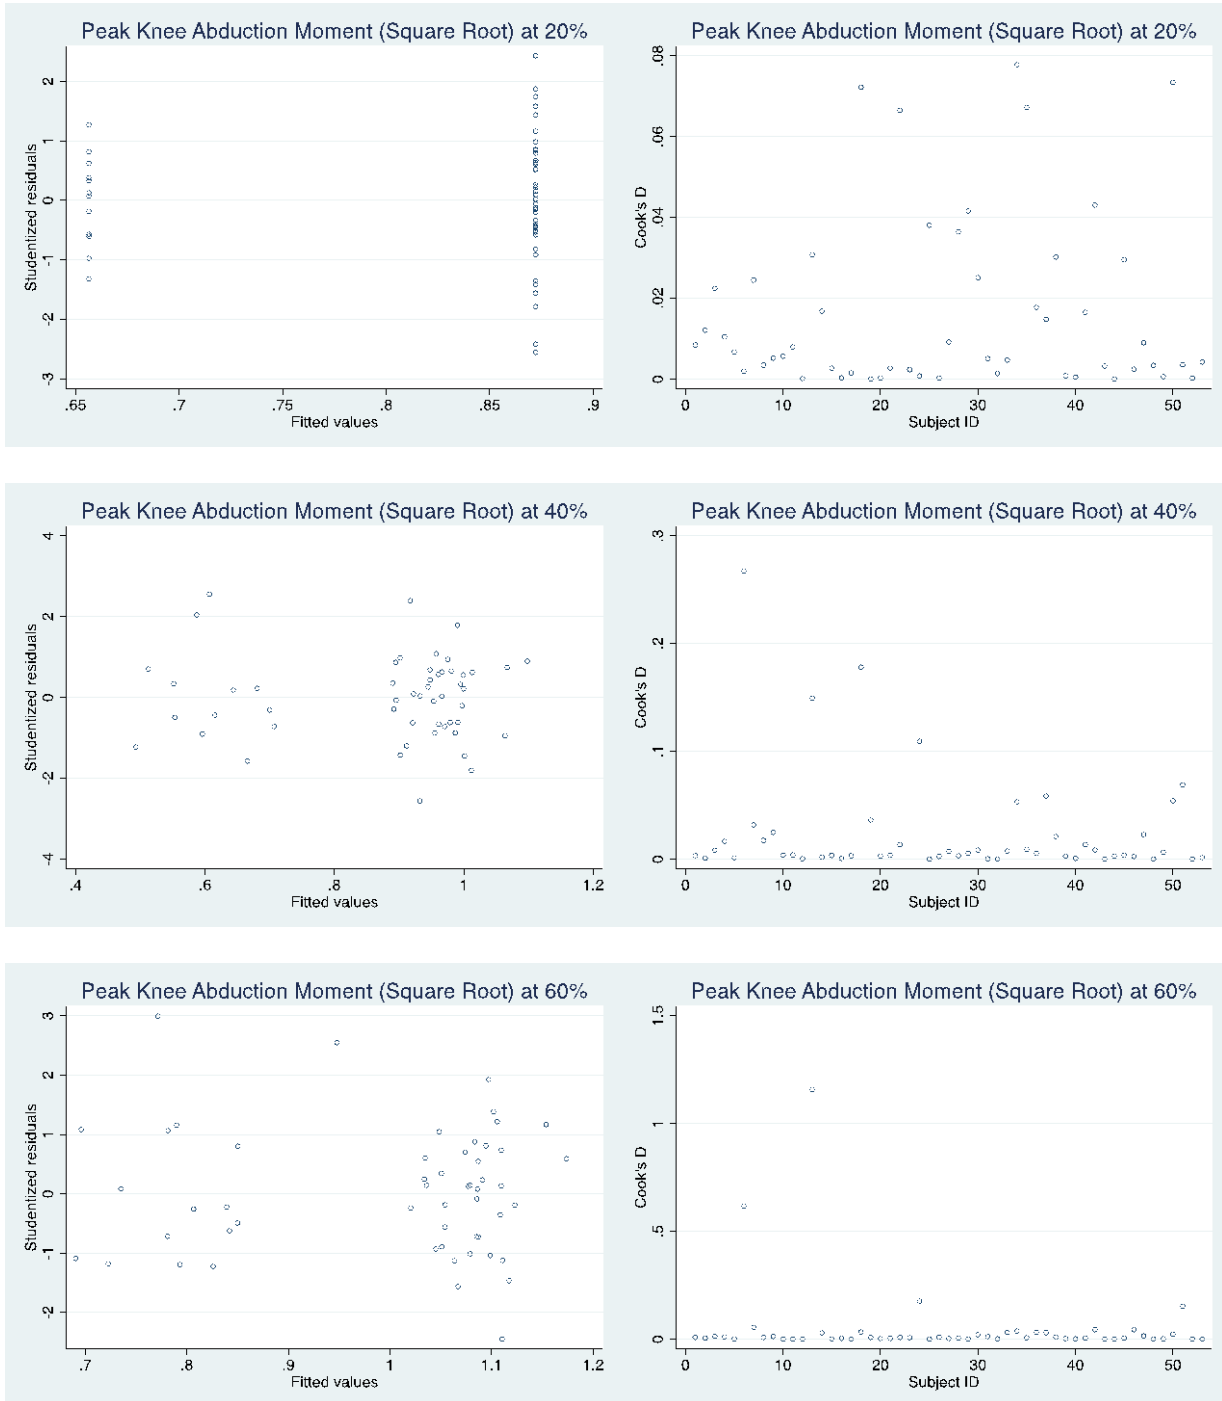 Peak Knee Abduction Moment (Square Root) at 20%
Studentized residuals
2
1
0
-1
-2
-3
.65 .7 .75 .8 .85 .9
Fitted values
Peak Knee Abduction Moment (Square Root) at 20%
Cook's D
.08
.06
.04
.02
0
0 10 20 30 40 50
Subject ID
Peak Knee Abduction Moment (Square Root) at 40%
Studentized residuals
4
2
0
-2
-4
.4 .6 .8 1 1.2
Fitted values
Peak Knee Abduction Moment (Square Root) at 40%
Cook's D
.3
.2
.1
0
0 10 20 30 40 50
Subject ID
Peak Knee Abduction Moment (Square Root) at 60%
Studentized residuals
3
2
1
0
-1
-2
.7 .8 .9 1 1.1 1.2
Fitted values
Peak Knee Abduction Moment (Square Root) at 60%
Cook's D
1.5
1
.5
0
0 10 20 30 40 50
Subject ID